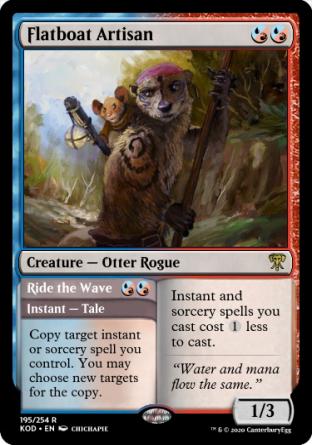 Flatboat Artisan
Creature — Otter Rogue
Ride the Wave
Instant — Tale
Copy target instant
or sorcery spell you
control. You may
choose new targets
for the copy.
Instant and
sorcery spells you
cast cost 1 less
to cast.
"Water and mana
flow the same."
1/3
195/254 R
KOD • EN CHICHAPIE
™ & © 2020 CanterburyEgg